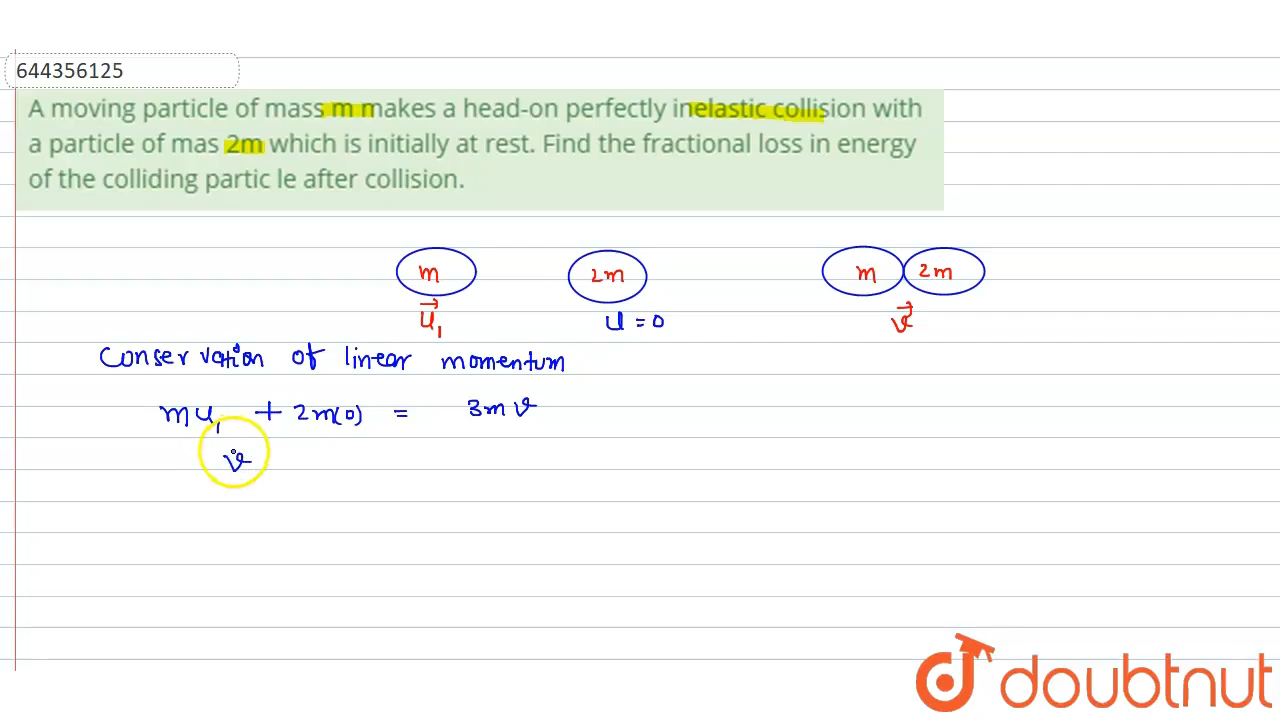 644356125
A moving particle of mass m makes a head-on perfectly inelastic collision with
a particle of mas 2m which is initially at rest. Find the fractional loss in energy
of the colliding partic le after collision.
m 2m m 2m
u⃗₁ u = 0 v⃗
Conservation of linear momentum
mu₁ + 2m(0) = 3mv
v
doubtnut